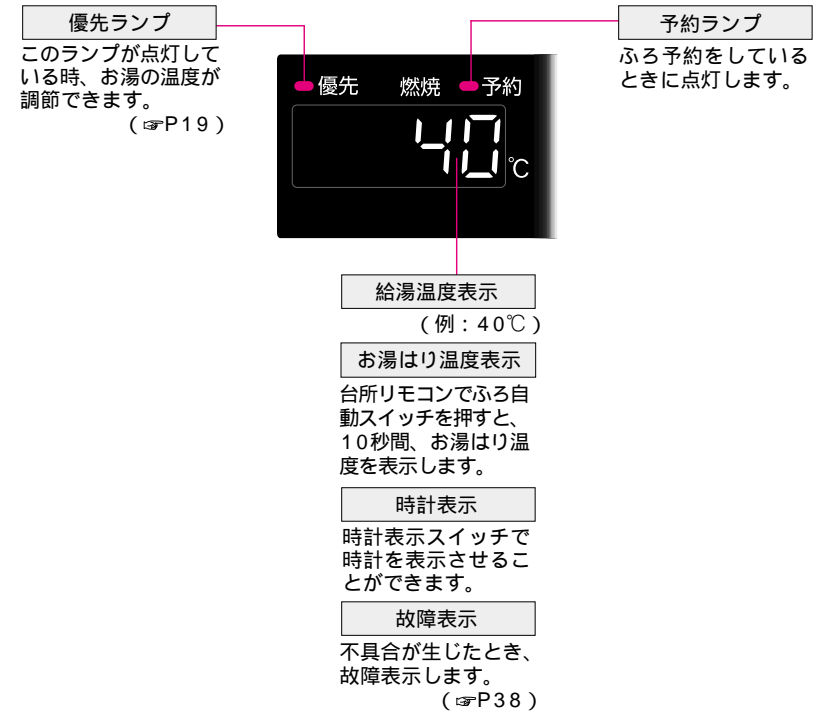 優先ランプ
このランプが点灯して
いる時、お湯の温度が
調節できます。
(☞P19)
予約ランプ
ふろ予約をしている
ときに点灯します。
優先 燃焼 予約
40℃
給湯温度表示
(例:40℃)
お湯はり温度表示
台所リモコンでふろ自
動スイッチを押すと、
10秒間、お湯はり温
度を表示します。
時計表示
時計表示スイッチで
時計を表示させるこ
とができます。
故障表示
不具合が生じたとき、
故障表示します。
(☞P38)